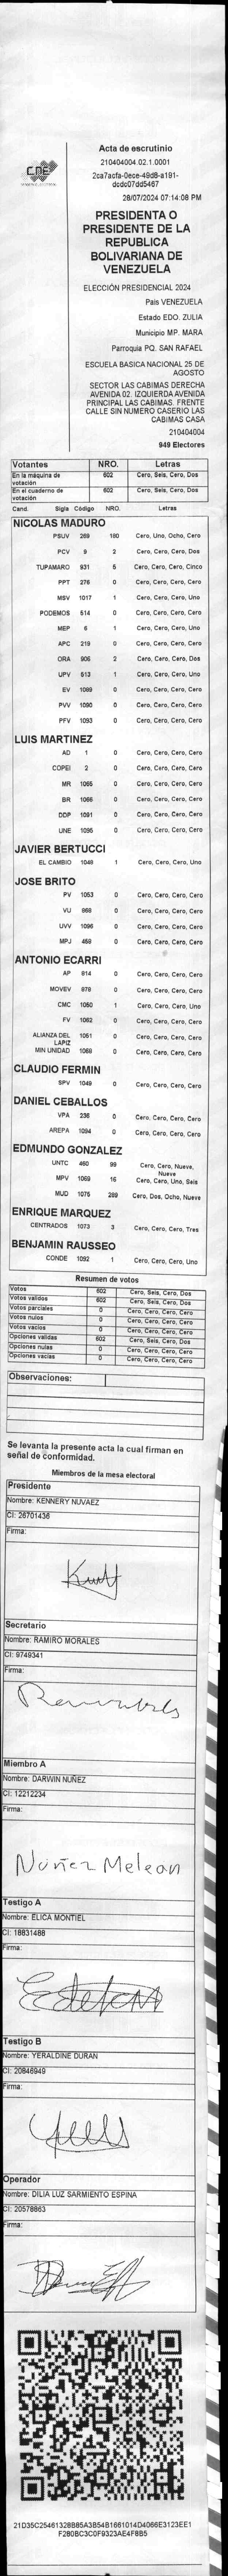 Acta de escrutinio
CNE
210404004.02.1.0001
2ca7acfa-0ece-49d8-a191-
dcdc07dd5467
28/07/2024 07:14:08 PM
PRESIDENTA O
PRESIDENTE DE LA
REPUBLICA
BOLIVARIANA DE
VENEZUELA
ELECCIÓN PRESIDENCIAL 2024
Pais VENEZUELA
Estado EDO. ZULIA
Municipio MP. MARA
Parroquia PQ. SAN RAFAEL
ESCUELA BASICA NACIONAL 25 DE
AGOSTO
SECTOR LAS CABIMAS DERECHA
AVENIDA 02. IZQUIERDA AVENIDA
PRINCIPAL LAS CABIMAS. FRENTE
CALLE SIN NUMERO CASERIO LAS
CABIMAS CASA
210404004
949 Electores
Votantes NRO. Letras
En la máquina de votación 602 Cero, Seis, Cero, Dos
En el cuaderno de votación 602 Cero, Seis, Cero, Dos
Cand. Sigla Código NRO. Letras
NICOLAS MADURO
PSUV 269 180 Cero, Uno, Ocho, Cero
PCV 9 2 Cero, Cero, Cero, Dos
TUPAMARO 931 5 Cero, Cero, Cero, Cinco
PPT 276 0 Cero, Cero, Cero, Cero
MSV 1017 1 Cero, Cero, Cero, Uno
PODEMOS 514 0 Cero, Cero, Cero, Cero
MEP 6 1 Cero, Cero, Cero, Uno
APC 219 0 Cero, Cero, Cero, Cero
ORA 906 2 Cero, Cero, Cero, Dos
UPV 513 1 Cero, Cero, Cero, Uno
EV 1089 0 Cero, Cero, Cero, Cero
PVV 1090 0 Cero, Cero, Cero, Cero
PFV 1093 0 Cero, Cero, Cero, Cero
LUIS MARTINEZ
AD 1 0 Cero, Cero, Cero, Cero
COPEI 2 0 Cero, Cero, Cero, Cero
MR 1065 0 Cero, Cero, Cero, Cero
BR 1066 0 Cero, Cero, Cero, Cero
DDP 1091 0 Cero, Cero, Cero, Cero
UNE 1095 0 Cero, Cero, Cero, Cero
JAVIER BERTUCCI
EL CAMBIO 1048 1 Cero, Cero, Cero, Uno
JOSE BRITO
PV 1053 0 Cero, Cero, Cero, Cero
VU 868 0 Cero, Cero, Cero, Cero
UVV 1096 0 Cero, Cero, Cero, Cero
MPJ 458 0 Cero, Cero, Cero, Cero
ANTONIO ECARRI
AP 814 0 Cero, Cero, Cero, Cero
MOVEV 879 0 Cero, Cero, Cero, Cero
CMC 1050 1 Cero, Cero, Cero, Uno
FV 1062 0 Cero, Cero, Cero, Cero
ALIANZA DEL LAPIZ 1051 0 Cero, Cero, Cero, Cero
MIN UNIDAD 1068 0 Cero, Cero, Cero, Cero
CLAUDIO FERMIN
SPV 1049 0 Cero, Cero, Cero, Cero
DANIEL CEBALLOS
VPA 236 0 Cero, Cero, Cero, Cero
AREPA 1094 0 Cero, Cero, Cero, Cero
EDMUNDO GONZALEZ
UNTC 460 99 Cero, Cero, Nueve, Nueve
MPV 1069 16 Cero, Cero, Uno, Seis
MUD 1075 289 Cero, Dos, Ocho, Nueve
ENRIQUE MARQUEZ
CENTRADOS 1073 3 Cero, Cero, Cero, Tres
BENJAMIN RAUSSEO
CONDE 1092 1 Cero, Cero, Cero, Uno
Resumen de votos
Votos 602 Cero, Seis, Cero, Dos
Votos validos 602 Cero, Seis, Cero, Dos
Votos parciales 0 Cero, Cero, Cero, Cero
Votos nulos 0 Cero, Cero, Cero, Cero
Votos vacios 0 Cero, Cero, Cero, Cero
Opciones validas 602 Cero, Seis, Cero, Dos
Opciones nulas 0 Cero, Cero, Cero, Cero
Opciones vacias 0 Cero, Cero, Cero, Cero
Observaciones:
Se levanta la presente acta la cual firman en
señal de conformidad.
Miembros de la mesa electoral
Presidente
Nombre: KENNERY NUVAEZ
CI: 26701436
Firma:
Secretario
Nombre: RAMIRO MORALES
CI: 9749341
Firma:
Miembro A
Nombre: DARWIN NUÑEZ
CI: 12212234
Firma:
Núñez Melean
Testigo A
Nombre: ELICA MONTIEL
CI: 18831488
Firma:
Testigo B
Nombre: YERALDINE DURAN
CI: 20846949
Firma:
Operador
Nombre: DILIA LUZ SARMIENTO ESPINA
CI: 20578863
Firma:
21D35C25461328B85A3B54B1661014D4066E3123EE1
F280BC3C0F9323AE4F8B5